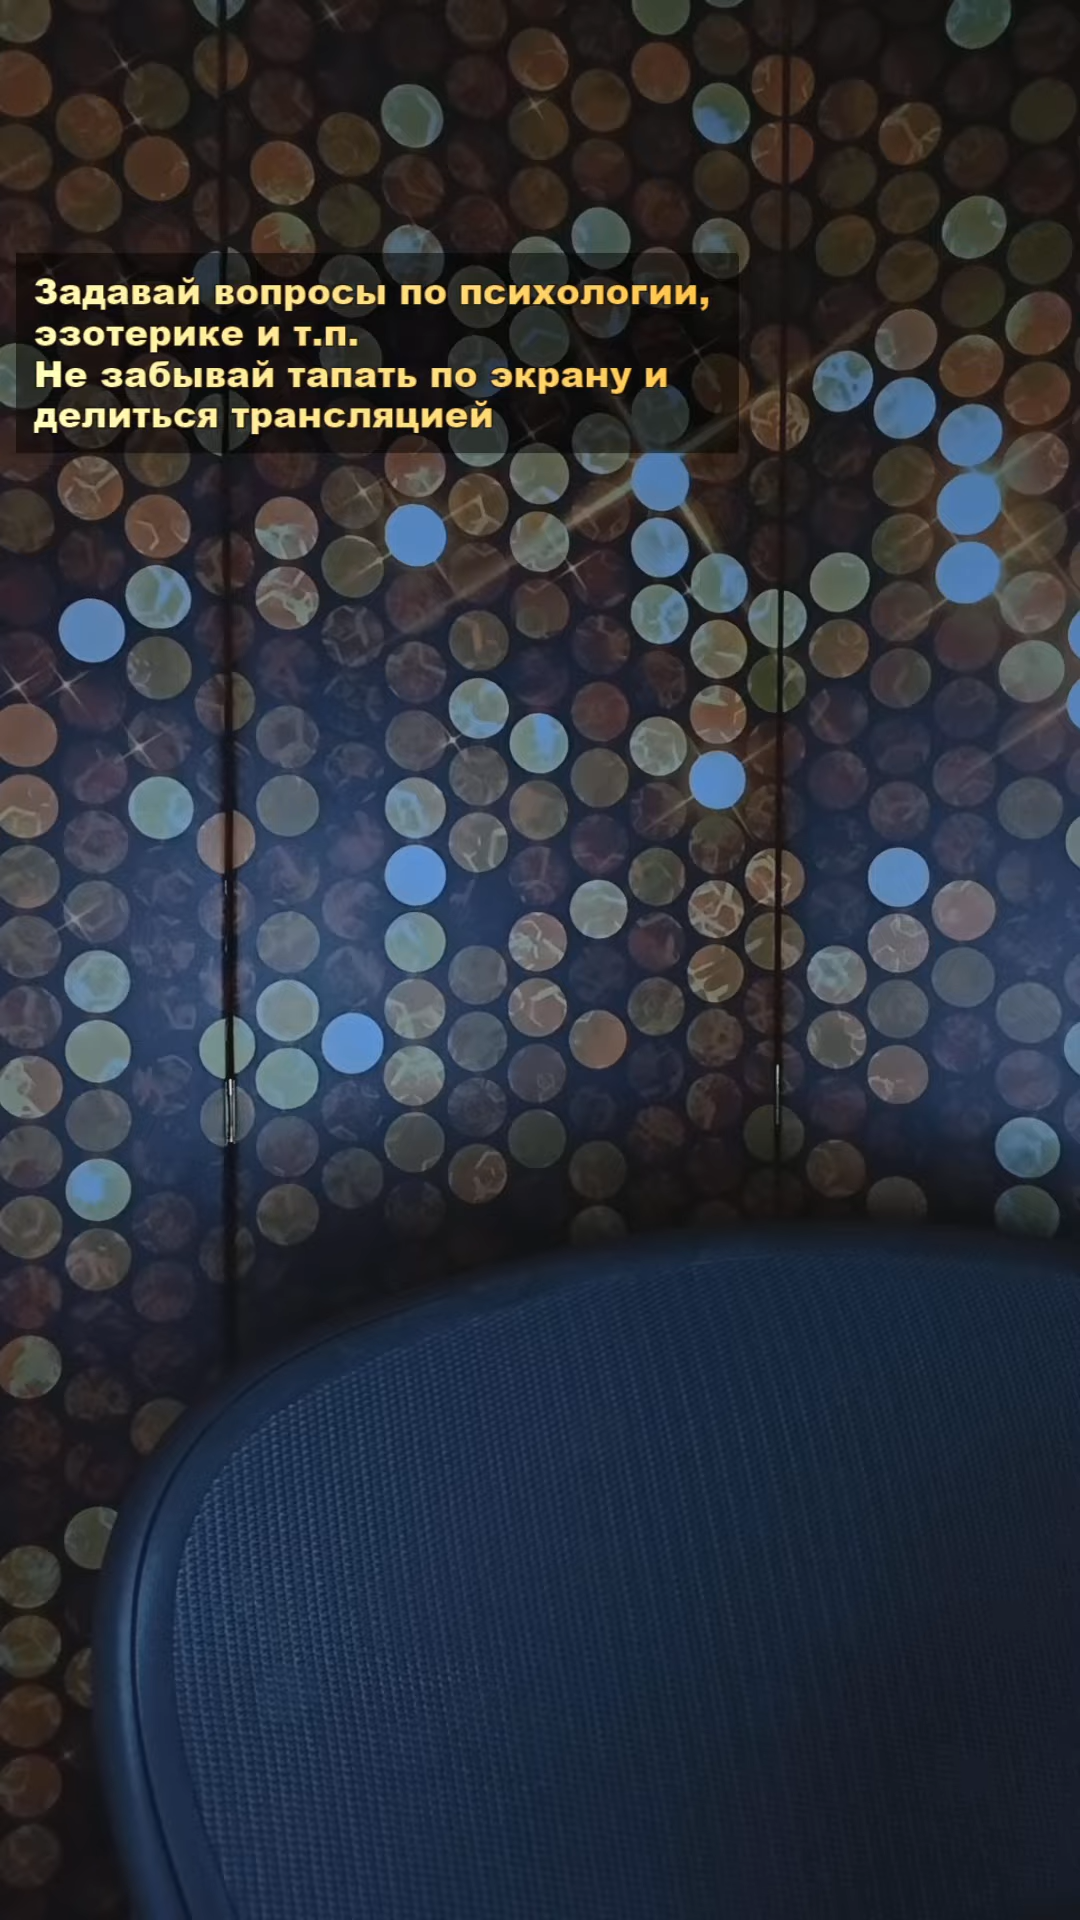 Задавай вопросы по психологии,
эзотерике и т.п.
Не забывай тапать по экрану и
делиться трансляцией